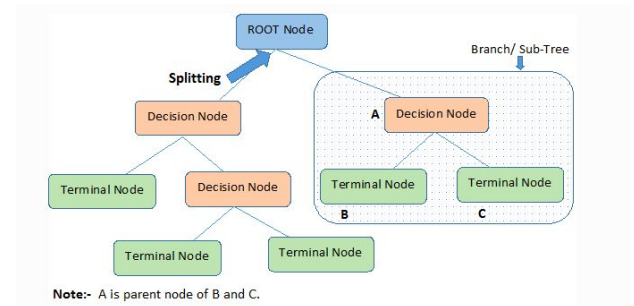 ROOT Node
Branch/ Sub-Tree
Splitting
A
Decision Node
Decision Node
Terminal Node
Decision Node
Terminal Node
Terminal Node
B
C
Terminal Node
Terminal Node
Note:- A is parent node of B and C.